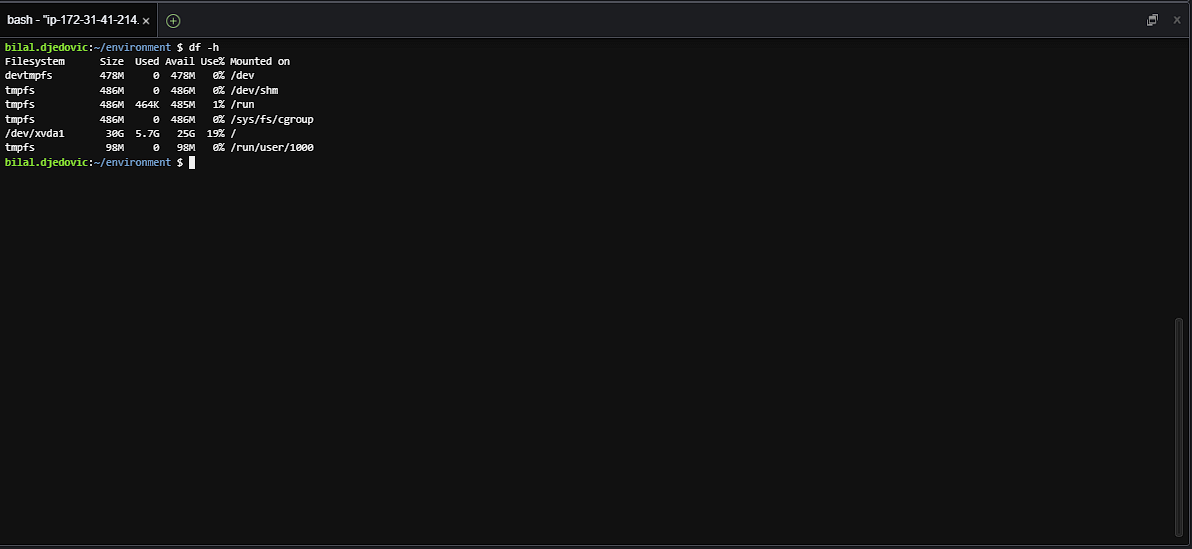 bash - "ip-172-31-41-214.
bilal.djedovic:~/environment $ df -h
Filesystem      Size  Used Avail Use% Mounted on
devtmpfs        478M     0  478M   0% /dev
tmpfs           486M     0  486M   0% /dev/shm
tmpfs           486M  464K  485M   1% /run
tmpfs           486M     0  486M   0% /sys/fs/cgroup
/dev/xvda1       30G  5.7G   25G  19% /
tmpfs            98M     0   98M   0% /run/user/1000
bilal.djedovic:~/environment $